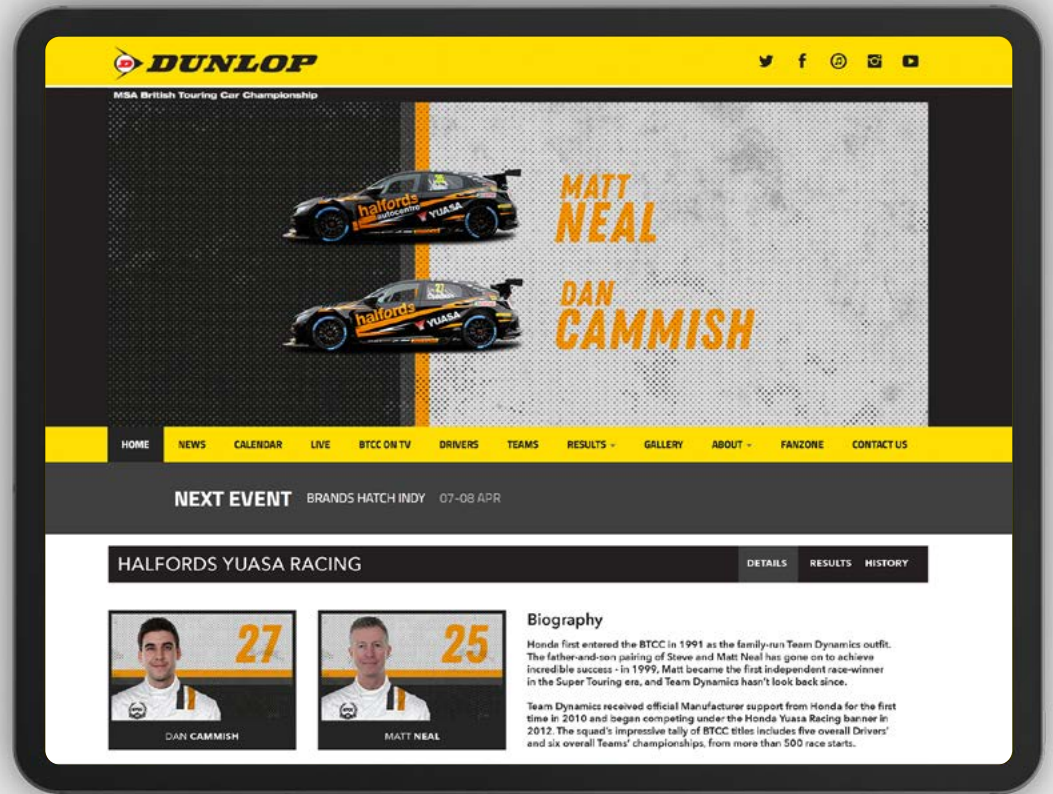 DUNLOP
MSA British Touring Car Championship
halfords
autocentre
YUASA
MATT
NEAL
27
halfords
YUASA
DAN
CAMMISH
HOME NEWS CALENDAR LIVE BTCC ON TV DRIVERS TEAMS RESULTS GALLERY ABOUT FANZONE CONTACT US
NEXT EVENT BRANDS HATCH INDY 07-08 APR
HALFORDS YUASA RACING DETAILS RESULTS HISTORY
27
DAN CAMMISH
25
MATT NEAL
Biography
Honda first entered the BTCC in 1991 as the family-run Team Dynamics outfit.
The father-and-son pairing of Steve and Matt Neal has gone on to achieve
incredible success - in 1999, Matt became the first independent race-winner
in the Super Touring era, and Team Dynamics hasn't look back since.
Team Dynamics received official Manufacturer support from Honda for the first
time in 2010 and began competing under the Honda Yuasa Racing banner in
2012. The squad's impressive tally of BTCC titles includes five overall Drivers'
and six overall Teams' championships, from more than 500 race starts.